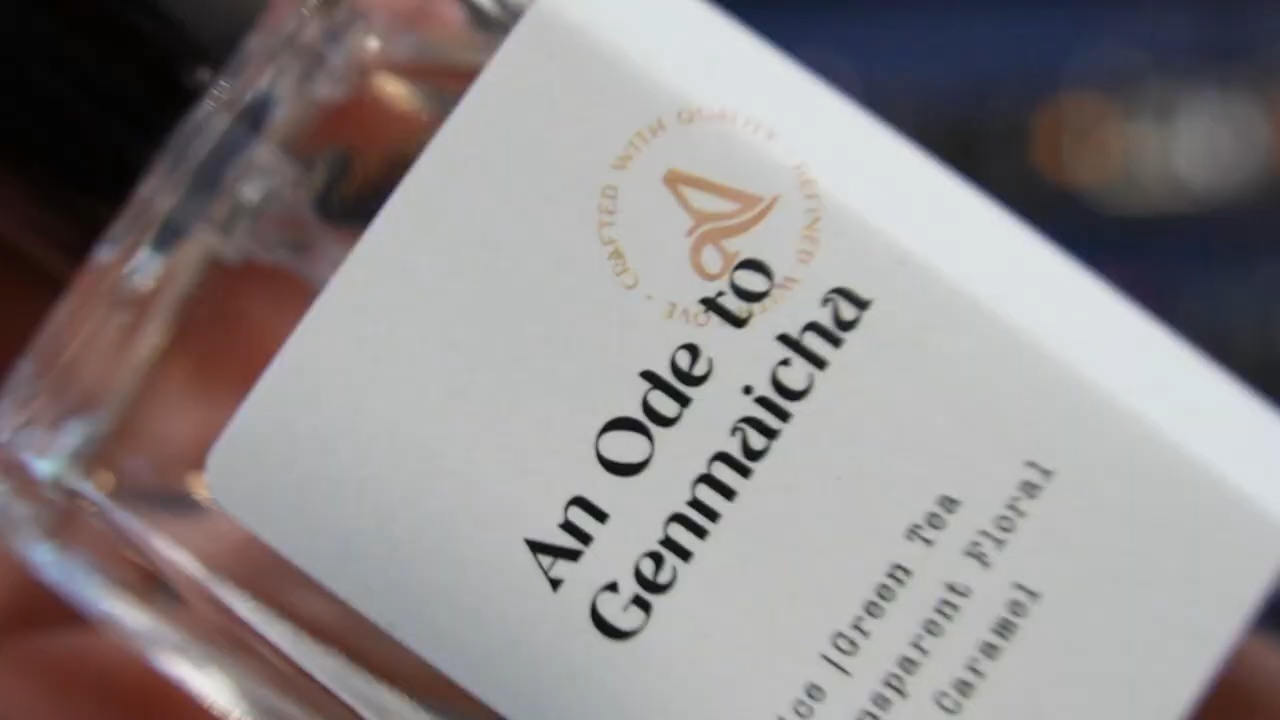 CRAFTED WITH QUALITY · REFINED WITH LOVE ·
An Ode to
Genmaicha
|Green Tea
Floral
Caramel